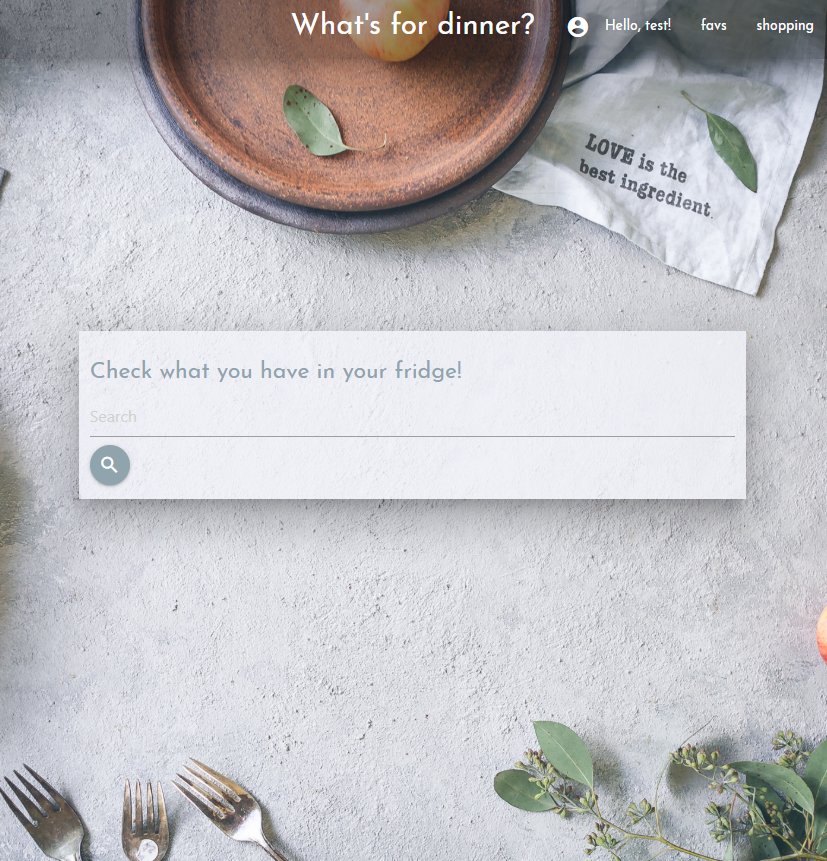 What's for dinner?
Hello, test!
favs
shopping
LOVE is the
best ingredient.
Check what you have in your fridge!
Search